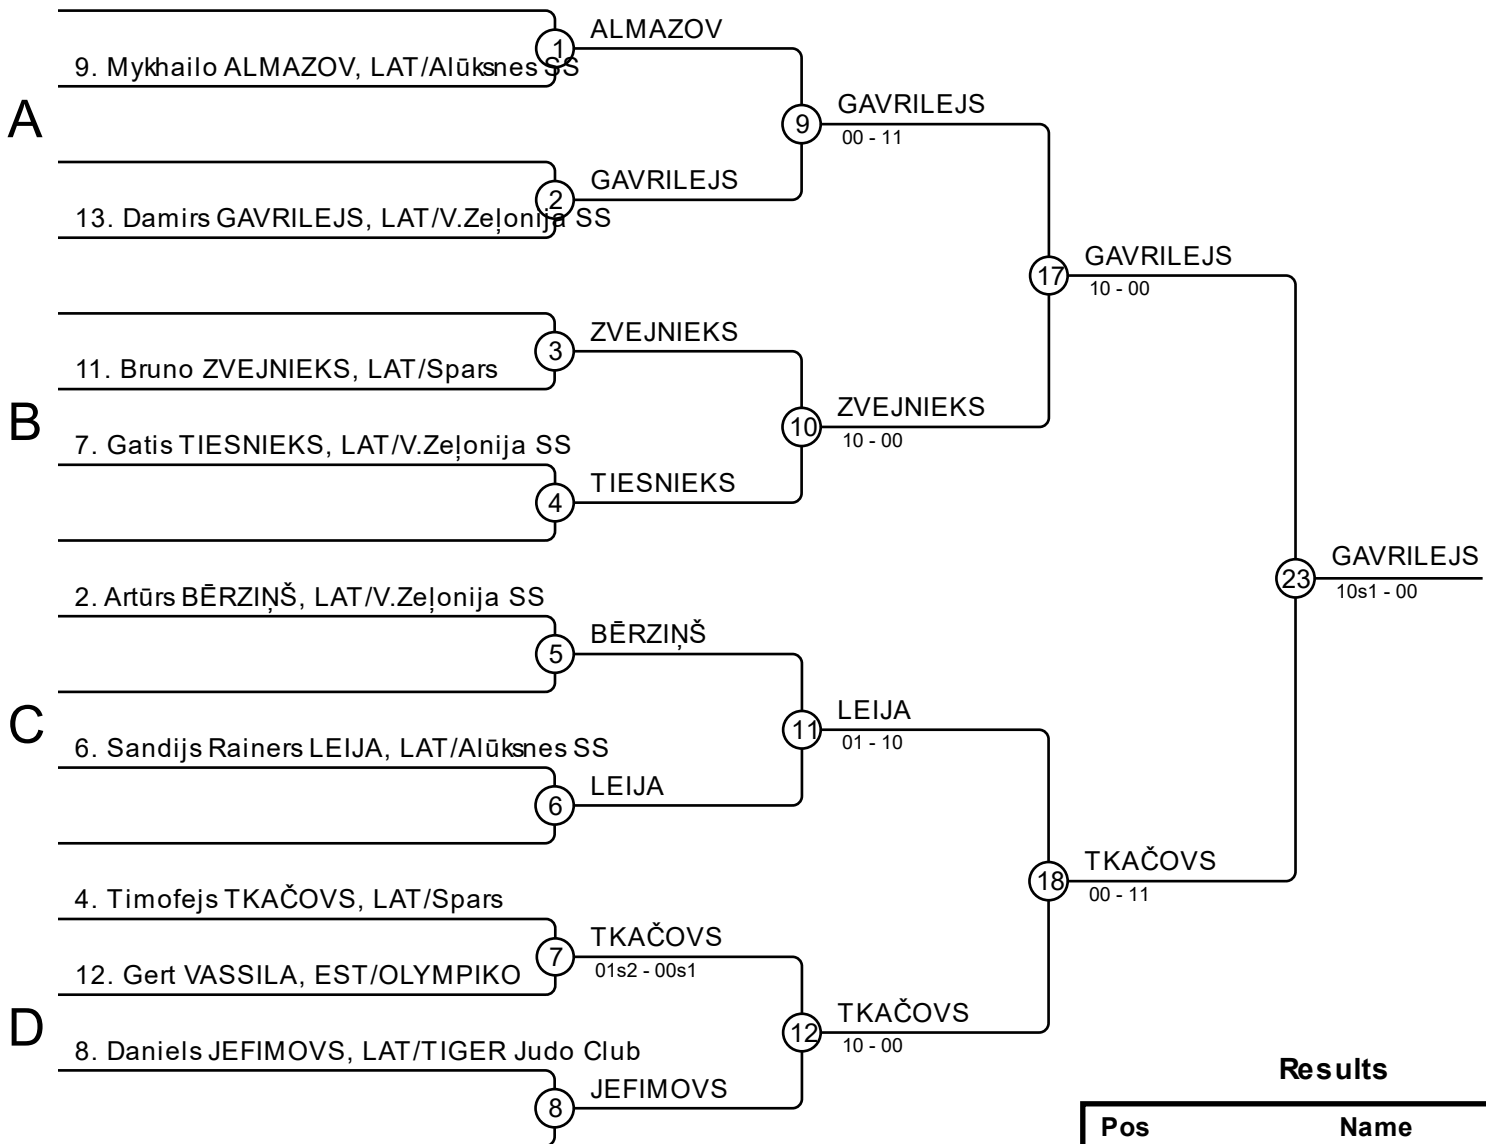 ALMAZOV
1
9. Mykhailo ALMAZOV, LAT/Alūksnes SS
A
GAVRILEJS
9
00 - 11
GAVRILEJS
2
13. Damirs GAVRILEJS, LAT/V.Zeļonija SS
GAVRILEJS
17
10 - 00
ZVEJNIEKS
3
11. Bruno ZVEJNIEKS, LAT/Spars
B
ZVEJNIEKS
10
10 - 00
7. Gatis TIESNIEKS, LAT/V.Zeļonija SS
TIESNIEKS
4
GAVRILEJS
23
10s1 - 00
2. Artūrs BĒRZIŅŠ, LAT/V.Zeļonija SS
BĒRZIŅŠ
5
C
LEIJA
11
01 - 10
6. Sandijs Rainers LEIJA, LAT/Alūksnes SS
LEIJA
6
TKAČOVS
18
00 - 11
4. Timofejs TKAČOVS, LAT/Spars
TKAČOVS
7
01s2 - 00s1
12. Gert VASSILA, EST/OLYMPIKO
D
TKAČOVS
12
10 - 00
8. Daniels JEFIMOVS, LAT/TIGER Judo Club
JEFIMOVS
8
Results
Pos Name